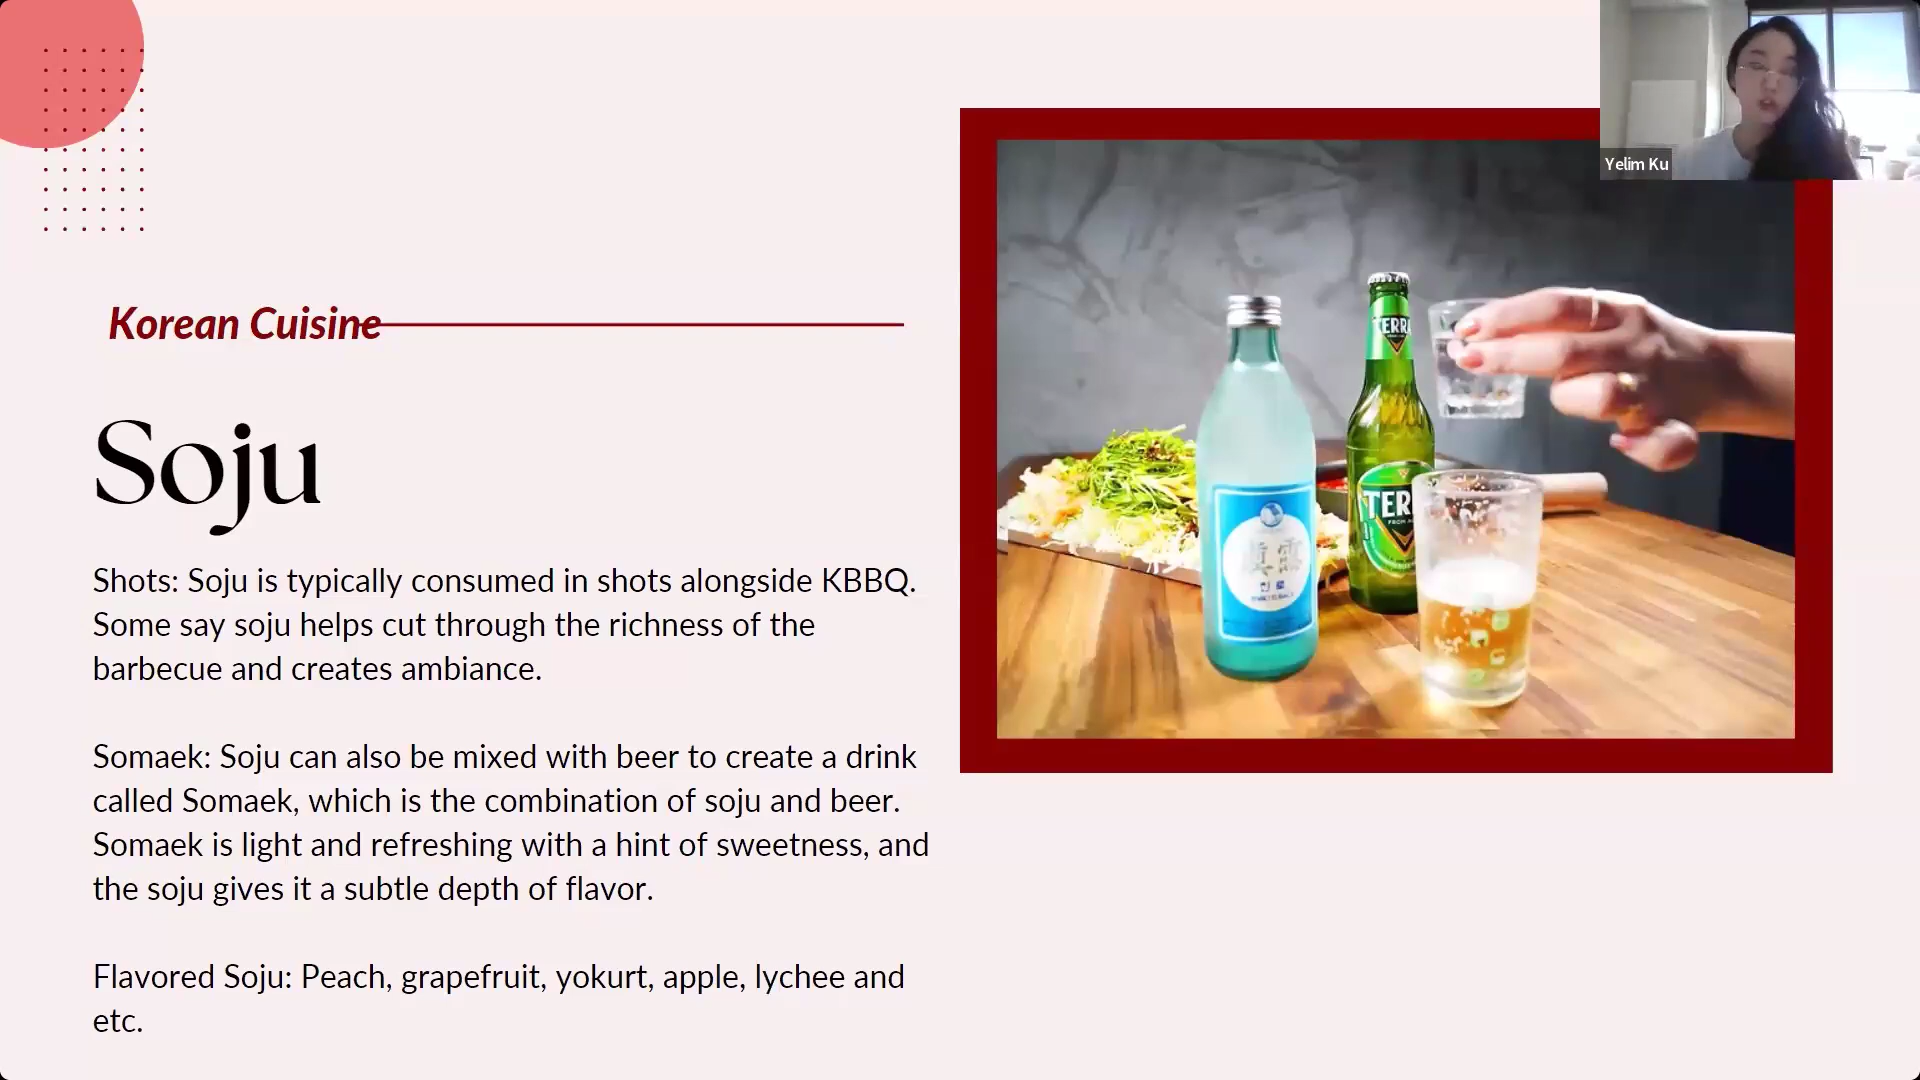 Yelim Ku
Korean Cuisine
Soju
Shots: Soju is typically consumed in shots alongside KBBQ.
Some say soju helps cut through the richness of the
barbecue and creates ambiance.
Somaek: Soju can also be mixed with beer to create a drink
called Somaek, which is the combination of soju and beer.
Somaek is light and refreshing with a hint of sweetness, and
the soju gives it a subtle depth of flavor.
Flavored Soju: Peach, grapefruit, yokurt, apple, lychee and
etc.
TERRA
TER